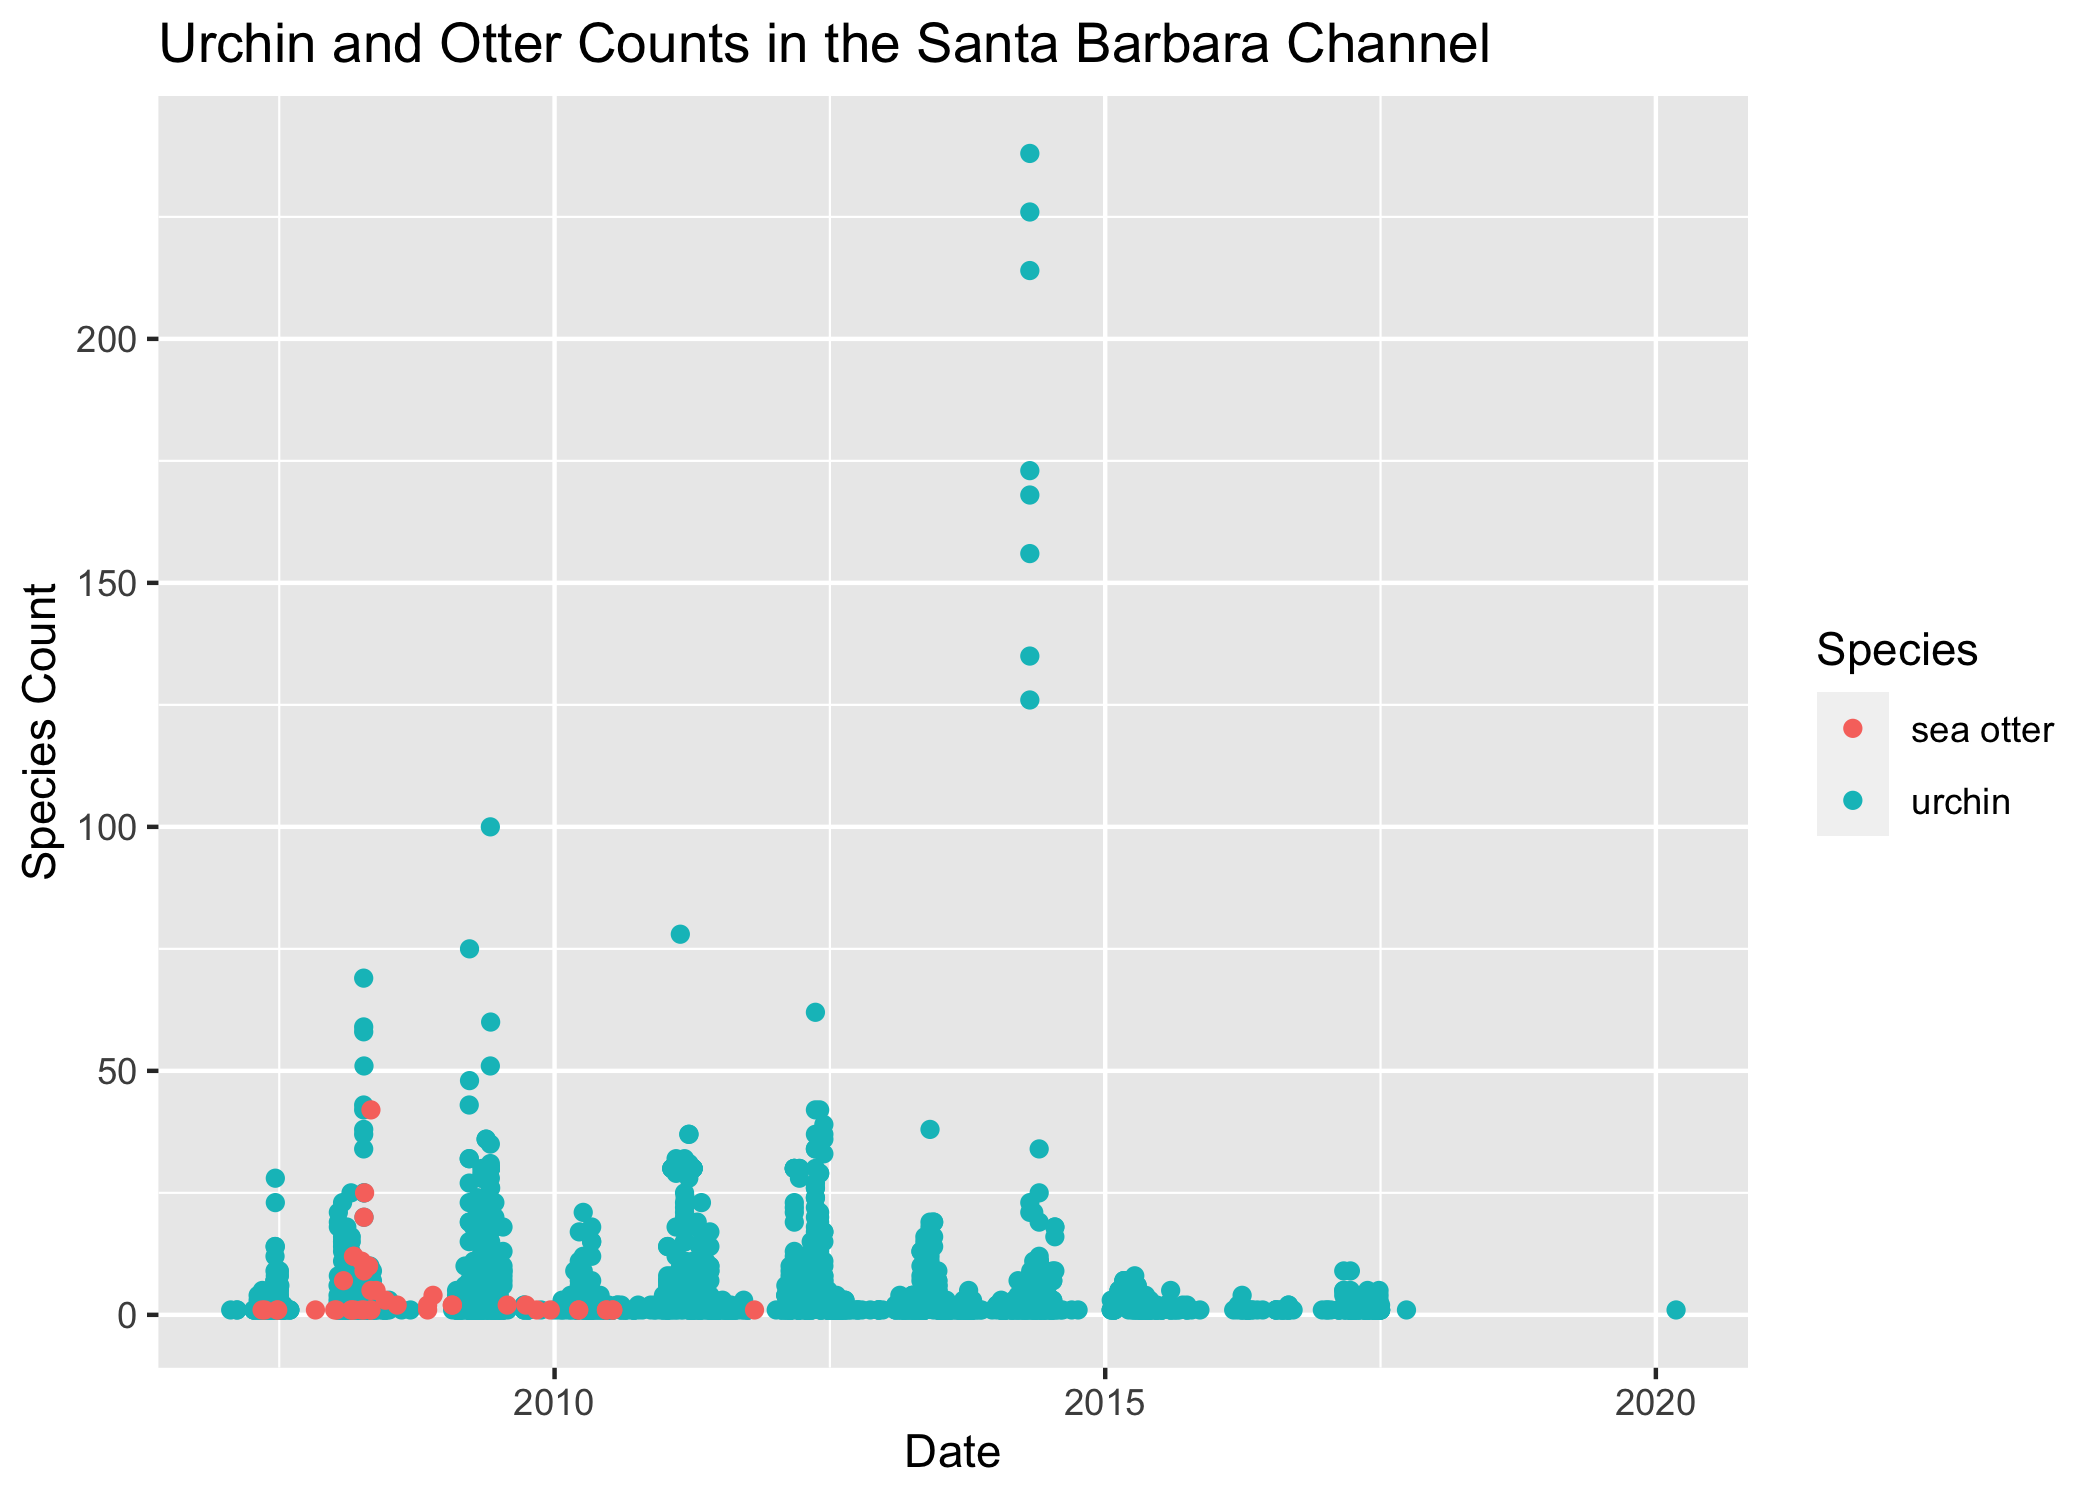 Urchin and Otter Counts in the Santa Barbara Channel
Species Count
200
150
100
50
0
2010 2015 2020
Date
Species
sea otter
urchin